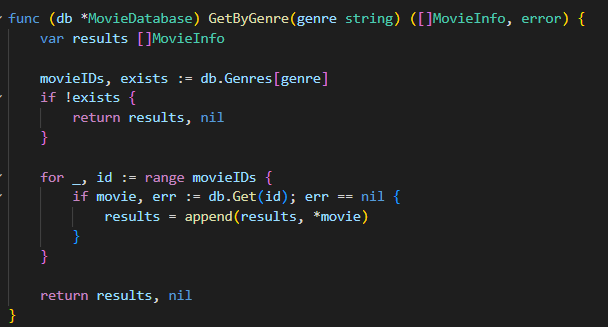 func (db *MovieDatabase) GetByGenre(genre string) ([]MovieInfo, error) {
    var results []MovieInfo

    movieIDs, exists := db.Genres[genre]
    if !exists {
        return results, nil
    }

    for _, id := range movieIDs {
        if movie, err := db.Get(id); err == nil {
            results = append(results, *movie)
        }
    }

    return results, nil
}